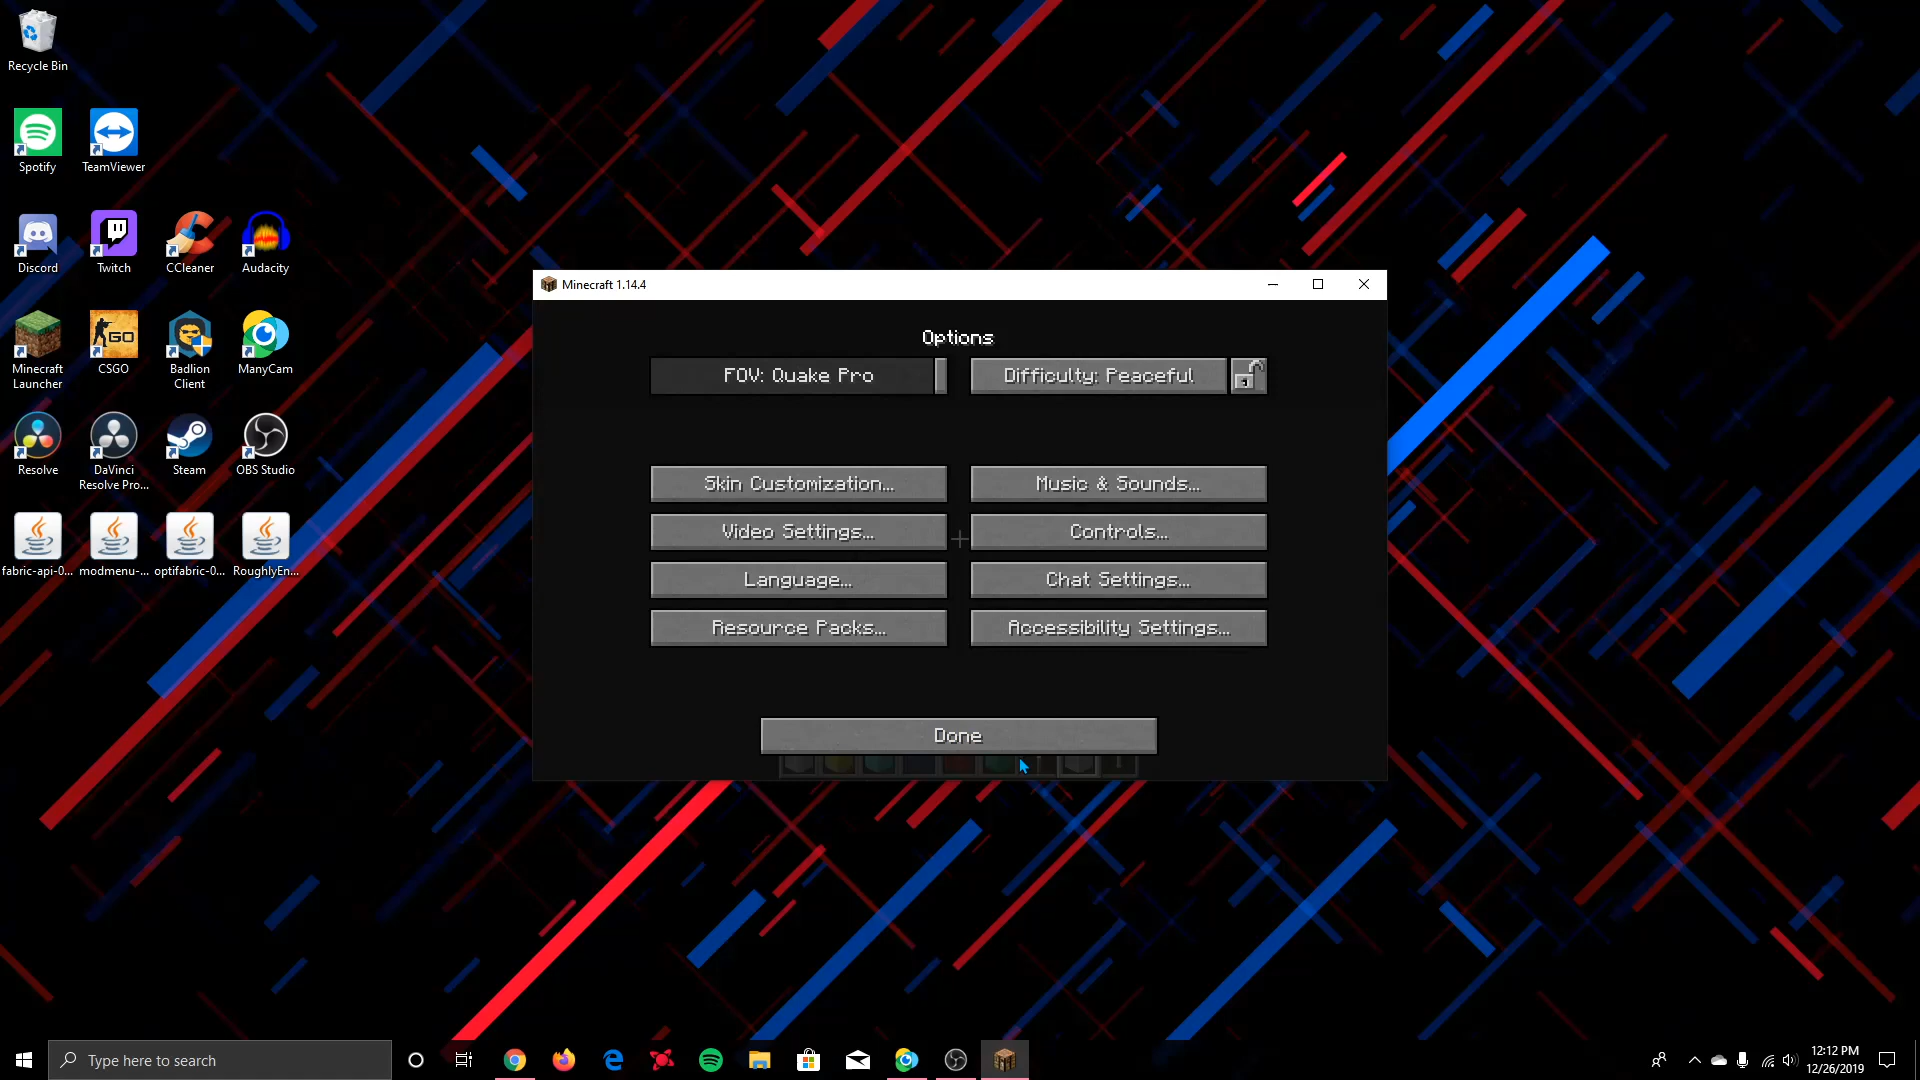 Recycle Bin
Spotify
TeamViewer
Discord
Twitch
CCleaner
Audacity
Minecraft
Launcher
CSGO
Badlion
Client
ManyCam
Resolve
DaVinci
Resolve Pro...
Steam
OBS Studio
fabric-api-0...
modmenu-...
optifabric-0...
RoughlyEn...
Minecraft 1.14.4
Options
FOV: Quake Pro
Difficulty: Peaceful
Skin Customization...
Music & Sounds...
Video Settings...
Controls...
Language...
Chat Settings...
Resource Packs...
Accessibility Settings...
Done
Type here to search
12:12 PM
12/26/2019